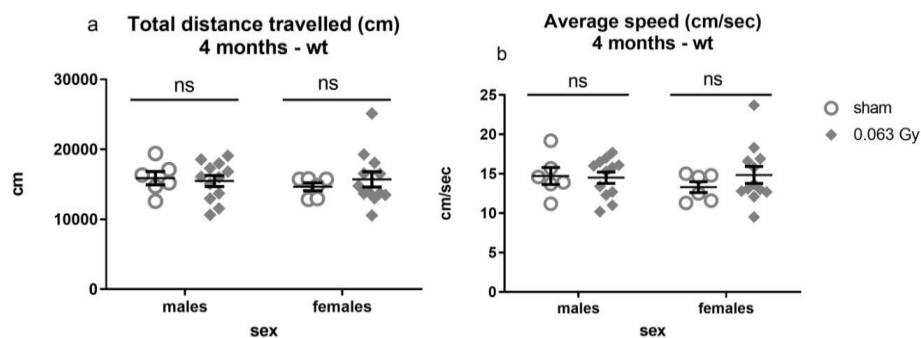 a
Total distance travelled (cm)
4 months - wt
ns
ns
30000
20000
10000
0
cm
males
females
sex
b
Average speed (cm/sec)
4 months - wt
ns
ns
25
20
15
10
5
0
cm/sec
males
females
sex
sham
0.063 Gy